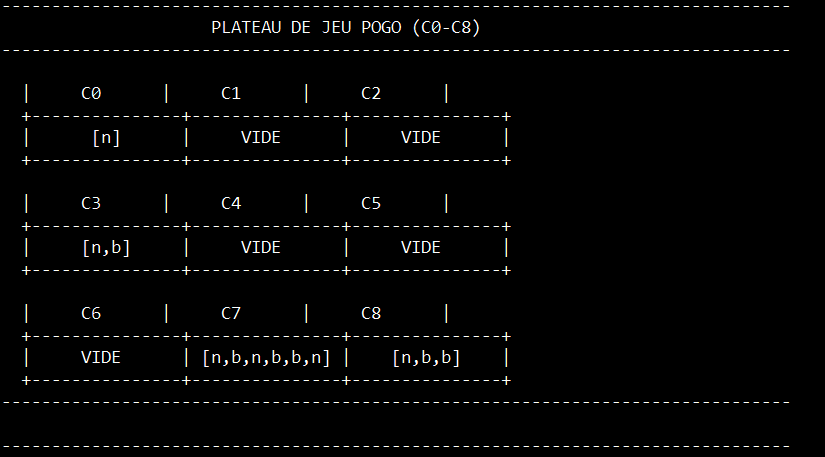 PLATEAU DE JEU POGO (C0-C8)
| C0 | C1 | C2 |
| [n] | VIDE | VIDE |
| C3 | C4 | C5 |
| [n,b] | VIDE | VIDE |
| C6 | C7 | C8 |
| VIDE | [n,b,n,b,b,n] | [n,b,b] |